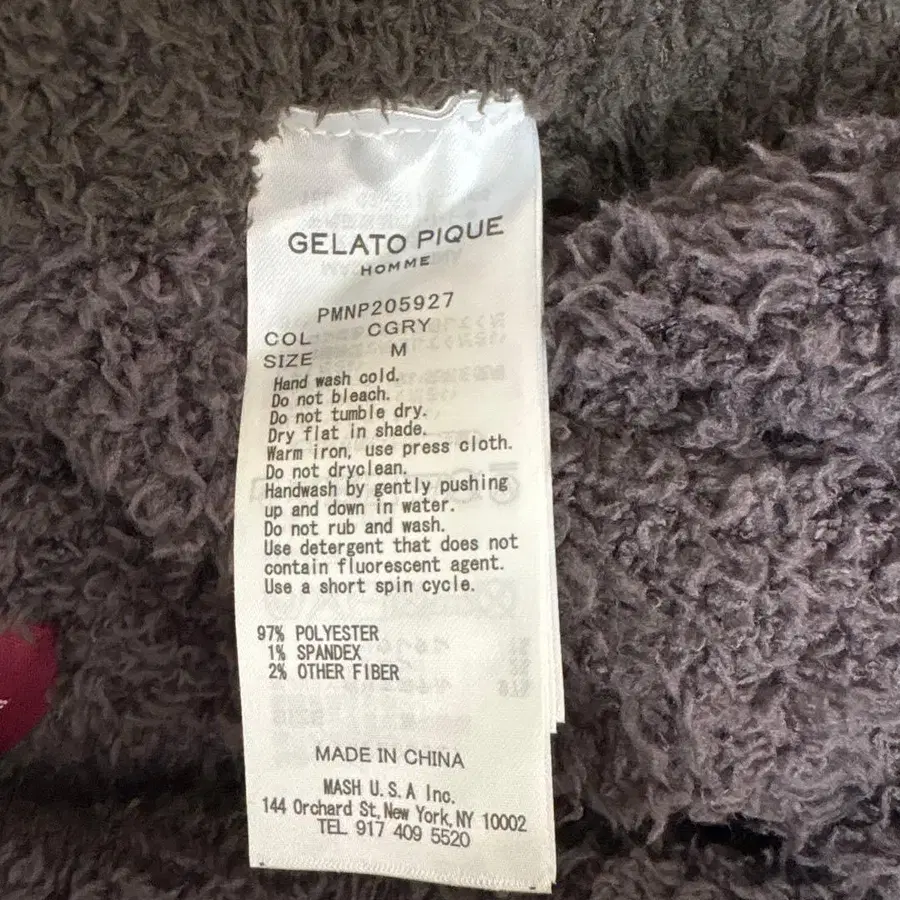 GELATO PIQUE
HOMME
PMNP205927
COL CGRY
SIZE M
Hand wash cold.
Do not bleach.
Do not tumble dry.
Dry flat in shade.
Warm iron, use press cloth.
Do not dryclean.
Handwash by gently pushing
up and down in water.
Do not rub and wash.
Use detergent that does not
contain fluorescent agent.
Use a short spin cycle.
97% POLYESTER
1% SPANDEX
2% OTHER FIBER
MADE IN CHINA
MASH U.S.A Inc.
144 Orchard St, New York, NY 10002
TEL 917 409 5520